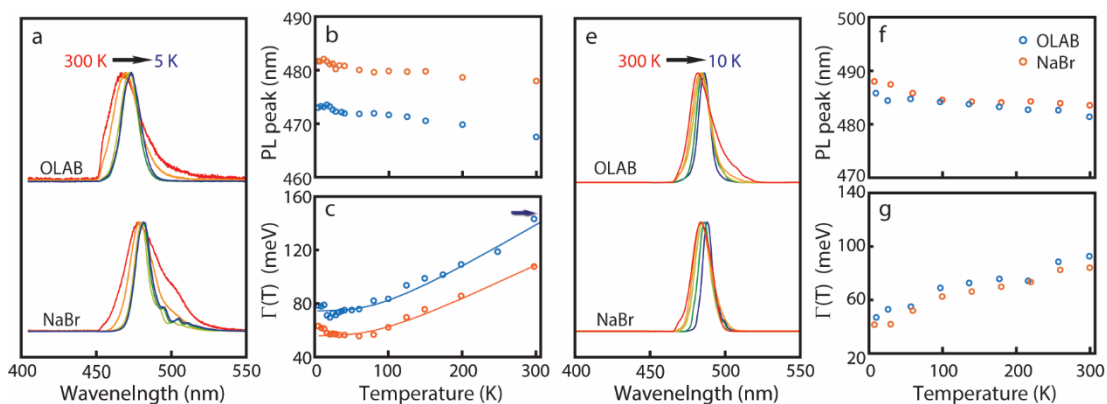 a
300 K 5 K
OLAB
NaBr
400 450 500 550
Wavenelgth (nm)
b
PL peak (nm)
490
480
470
460
c
Γ(T) (meV)
160
120
80
40
0 50 100 150 200 250 300
Temperature (K)
e
300 K 10 K
OLAB
NaBr
400 450 500 550
Wavelength (nm)
f
OLAB
NaBr
PL peak (nm)
500
490
480
470
g
Γ(T) (meV)
140
100
60
20
0 50 100 150 200 250 300
Temperature (K)